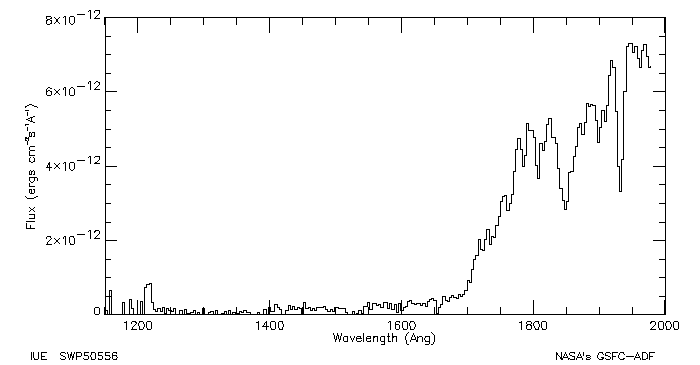 8×10⁻¹²
6×10⁻¹²
4×10⁻¹²
2×10⁻¹²
0
Flux (ergs cm⁻²s⁻¹A⁻¹)
1200 1400 1600 1800 2000
Wavelength (Ang)
IUE SWP50556 NASA's GSFC-ADF